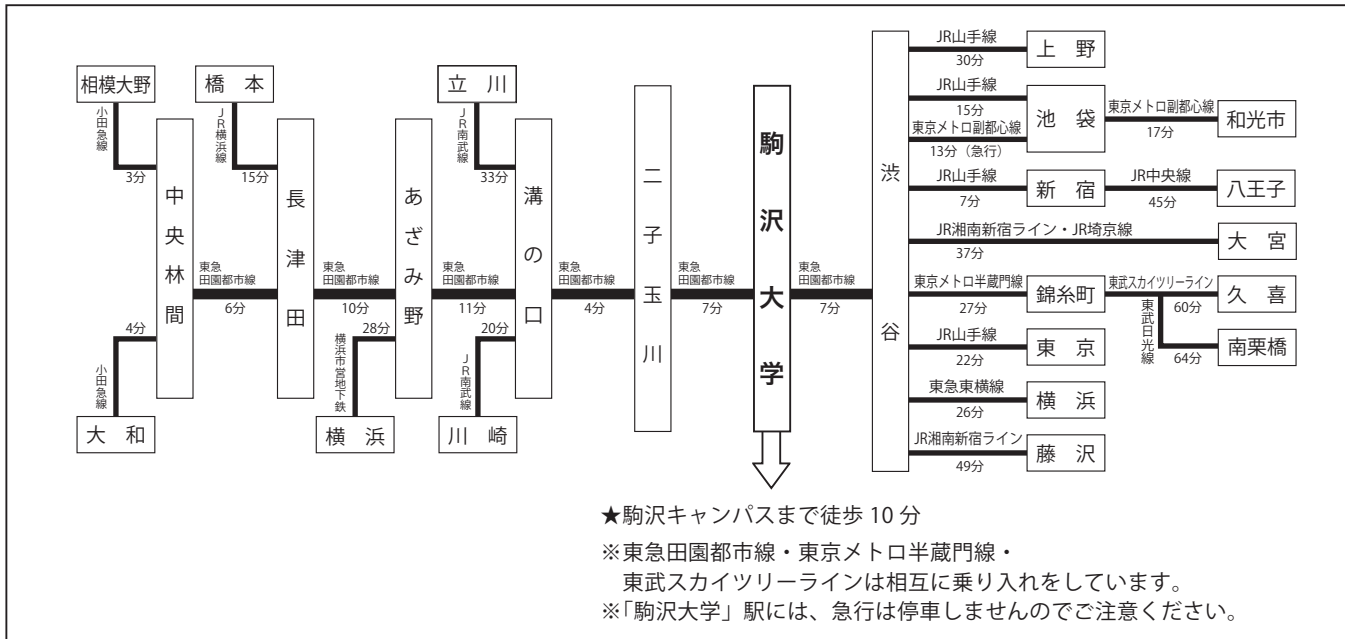 相模大野
小田急線
3分
中央林間
4分
小田急線
大和
東急
田園都市線
6分
橋本
JR横浜線
15分
長津田
東急
田園都市線
10分
あざみ野
28分
横浜市営地下鉄
横浜
東急
田園都市線
11分
立川
JR南武線
33分
溝の口
20分
JR南武線
川崎
東急
田園都市線
4分
二子玉川
東急
田園都市線
7分
駒沢大学
東急
田園都市線
7分
渋谷
JR山手線
30分
上野
JR山手線
15分
東京メトロ副都心線
13分（急行）
池袋
東京メトロ副都心線
17分
和光市
JR山手線
7分
新宿
JR中央線
45分
八王子
JR湘南新宿ライン・JR埼京線
37分
大宮
東京メトロ半蔵門線
27分
錦糸町
東武スカイツリーライン
60分
久喜
東武日光線
64分
南栗橋
JR山手線
22分
東京
東急東横線
26分
横浜
JR湘南新宿ライン
49分
藤沢
★駒沢キャンパスまで徒歩 10 分
※東急田園都市線・東京メトロ半蔵門線・
東武スカイツリーラインは相互に乗り入れをしています。
※「駒沢大学」駅には、急行は停車しませんのでご注意ください。